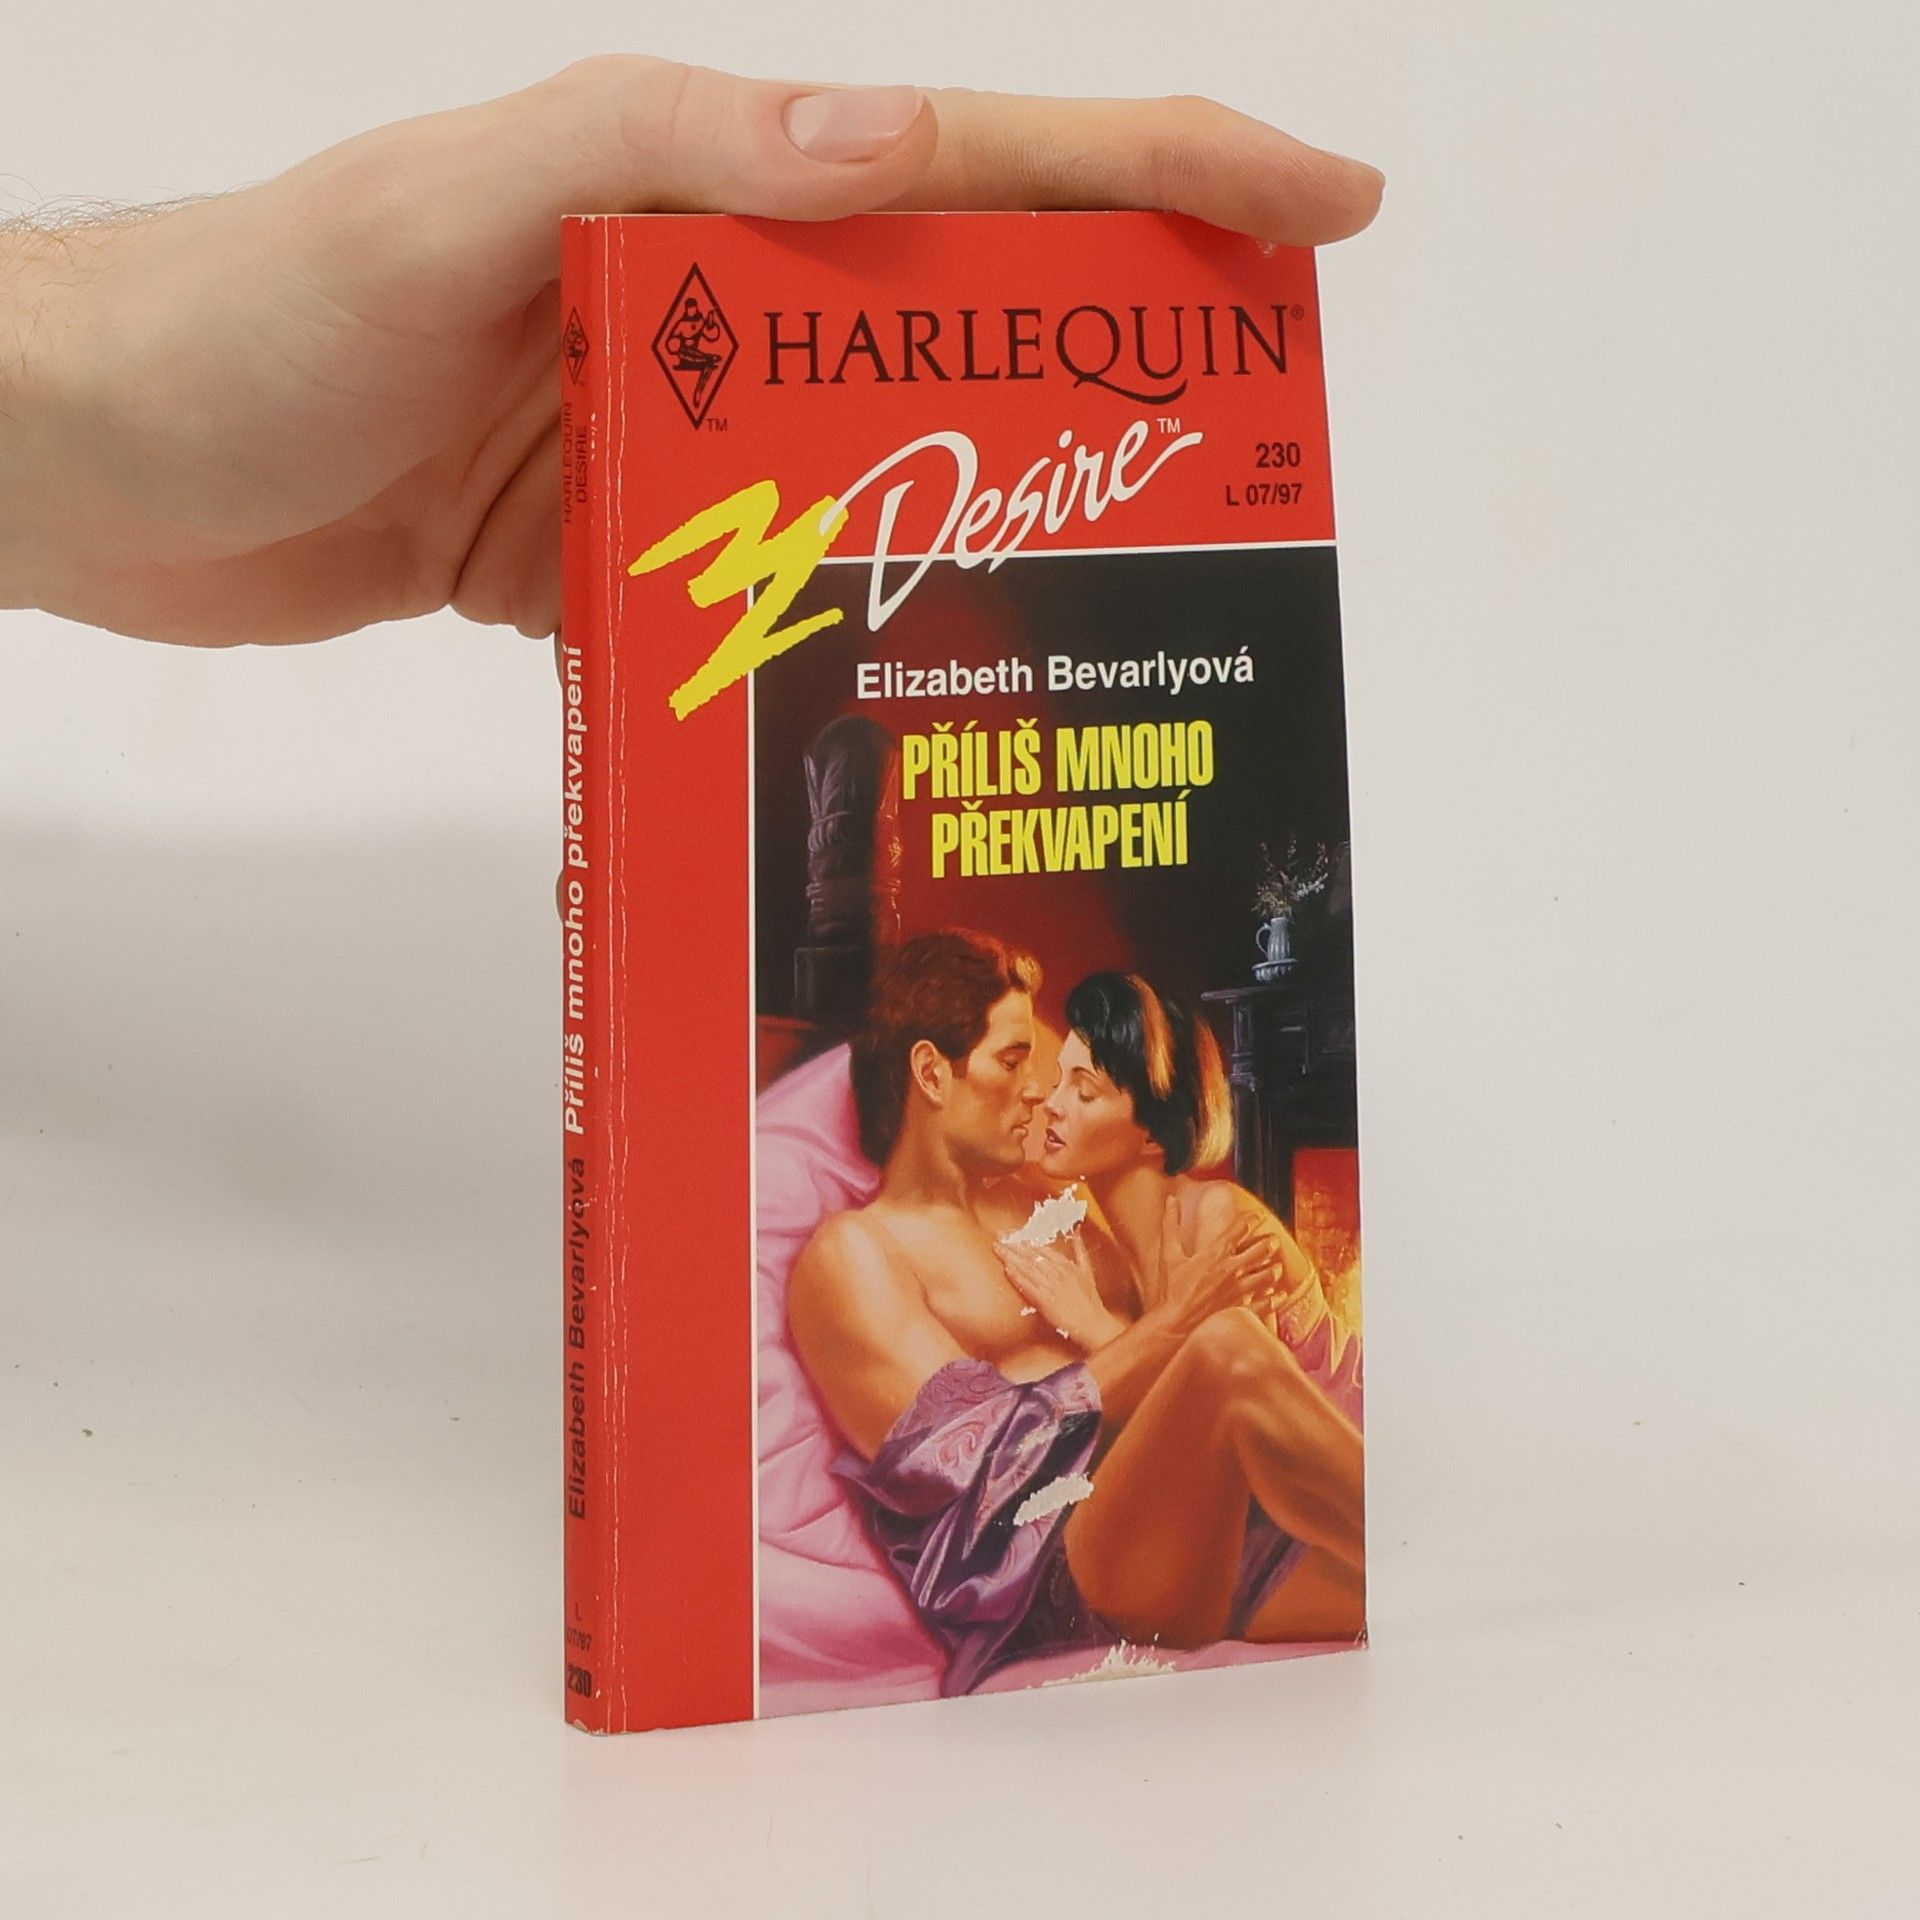 HARLEQUIN®
™
Desire™
230
L 07/97
Elizabeth Bevarlyová
PŘÍLIŠ MNOHO
PŘEKVAPENÍ
HARLEQUIN
DESIRE
Elizabeth Bevarlyová Příliš mnoho překvapení
L
07/97
230